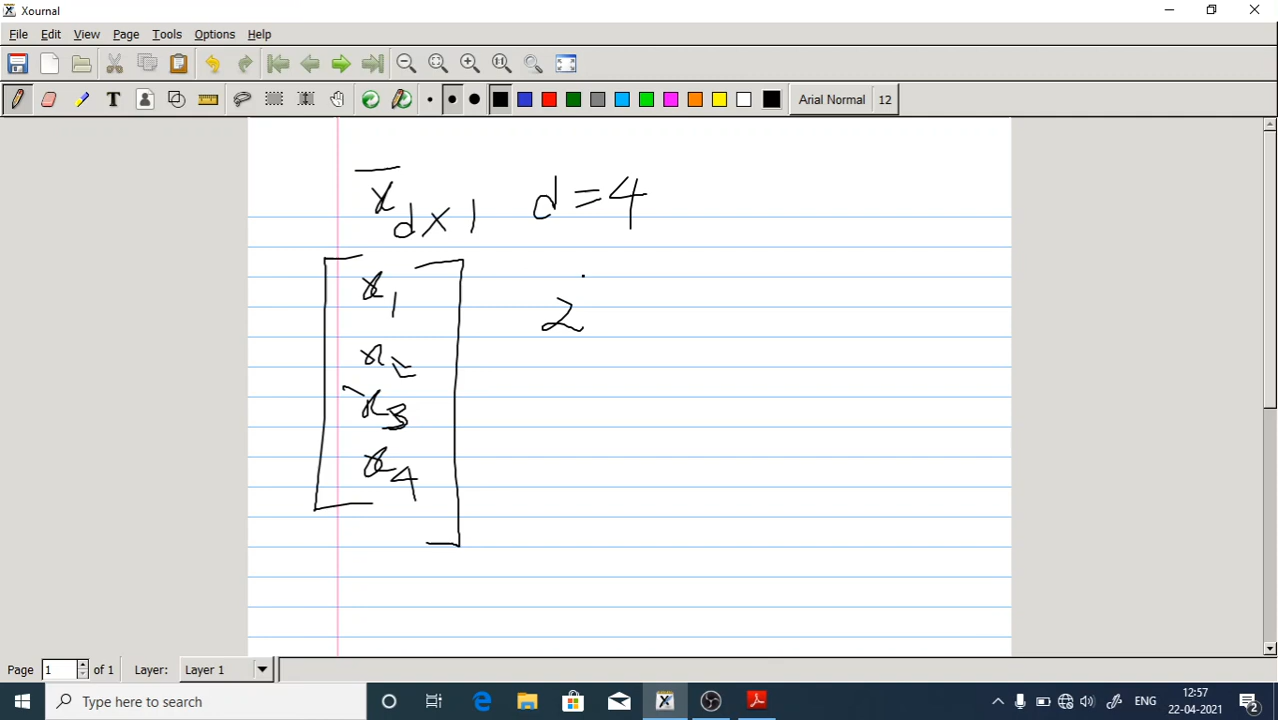 Xournal
File Edit View Page Tools Options Help
Arial Normal 12
x̄ d×1 d=4
x1
2
x2
x3
x4
Page 1 of 1 Layer: Layer 1
Type here to search
ENG
12:57
22-04-2021
2